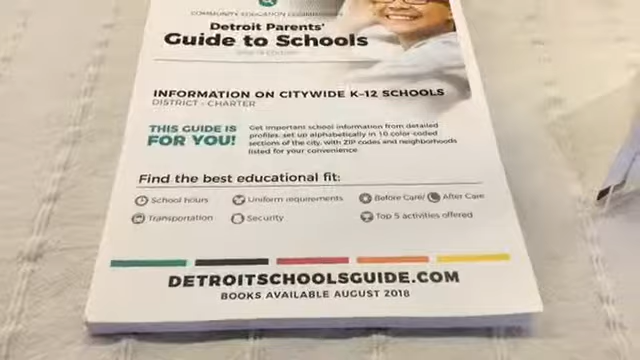 COMMUNITY EDUCATION COMMISSION
Detroit Parents'
Guide to Schools
INFORMATION ON CITYWIDE K-12 SCHOOLS
DISTRICT - CHARTER
THIS GUIDE IS
FOR YOU!
Get important school information from detailed
profiles, set up alphabetically in 10 color-coded
sections of the city, with ZIP codes and neighborhoods
listed for your convenience.
Find the best educational fit:
School hours
Uniform requirements
Before Care/ After Care
Transportation
Security
Top 5 activities offered
DETROITSCHOOLSGUIDE.COM
BOOKS AVAILABLE AUGUST 2018